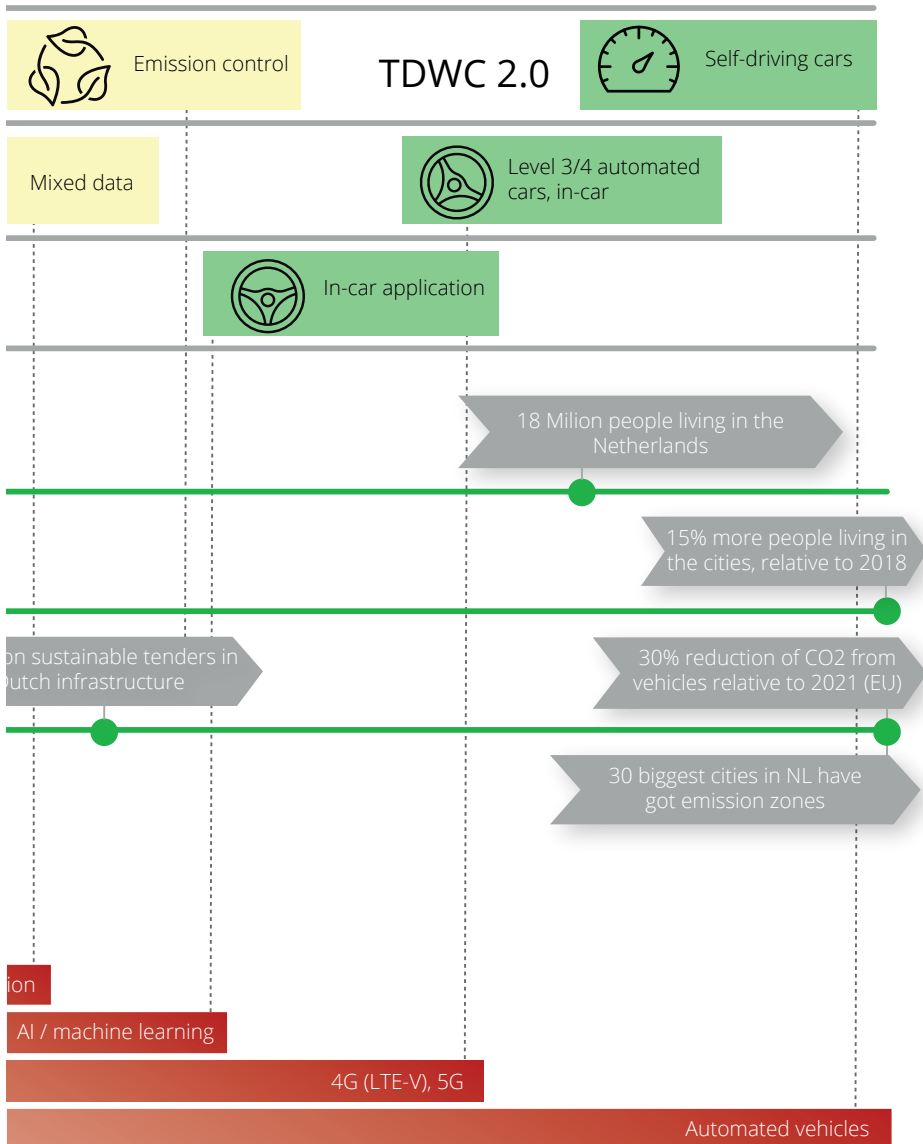 Emission control
TDWC 2.0
Self-driving cars
Mixed data
Level 3/4 automated
cars, in-car
In-car application
18 Milion people living in the
Netherlands
15% more people living in
the cities, relative to 2018
on sustainable tenders in
Dutch infrastructure
30% reduction of CO2 from
vehicles relative to 2021 (EU)
30 biggest cities in NL have
got emission zones
ion
AI / machine learning
4G (LTE-V), 5G
Automated vehicles